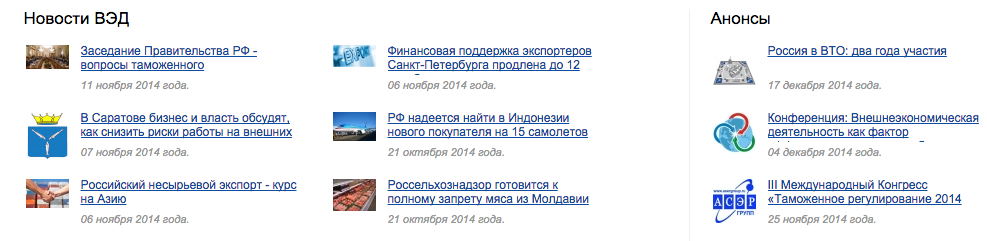 Новости ВЭД
Заседание Правительства РФ -
вопросы таможенного
11 ноября 2014 года.
В Саратове бизнес и власть обсудят,
как снизить риски работы на внешних
07 ноября 2014 года.
Российский несырьевой экспорт - курс
на Азию
06 ноября 2014 года.
Финансовая поддержка экспортеров
Санкт-Петербурга продлена до 12
06 ноября 2014 года.
РФ надеется найти в Индонезии
нового покупателя на 15 самолетов
21 октября 2014 года.
Россельхознадзор готовится к
полному запрету мяса из Молдавии
21 октября 2014 года.
Анонсы
Россия в ВТО: два года участия
17 декабря 2014 года.
Конференция: Внешнеэкономическая
деятельность как фактор
04 декабря 2014 года.
www.asergroup.ru
АСЭР
ГРУПП
III Международный Конгресс
«Таможенное регулирование 2014
25 ноября 2014 года.